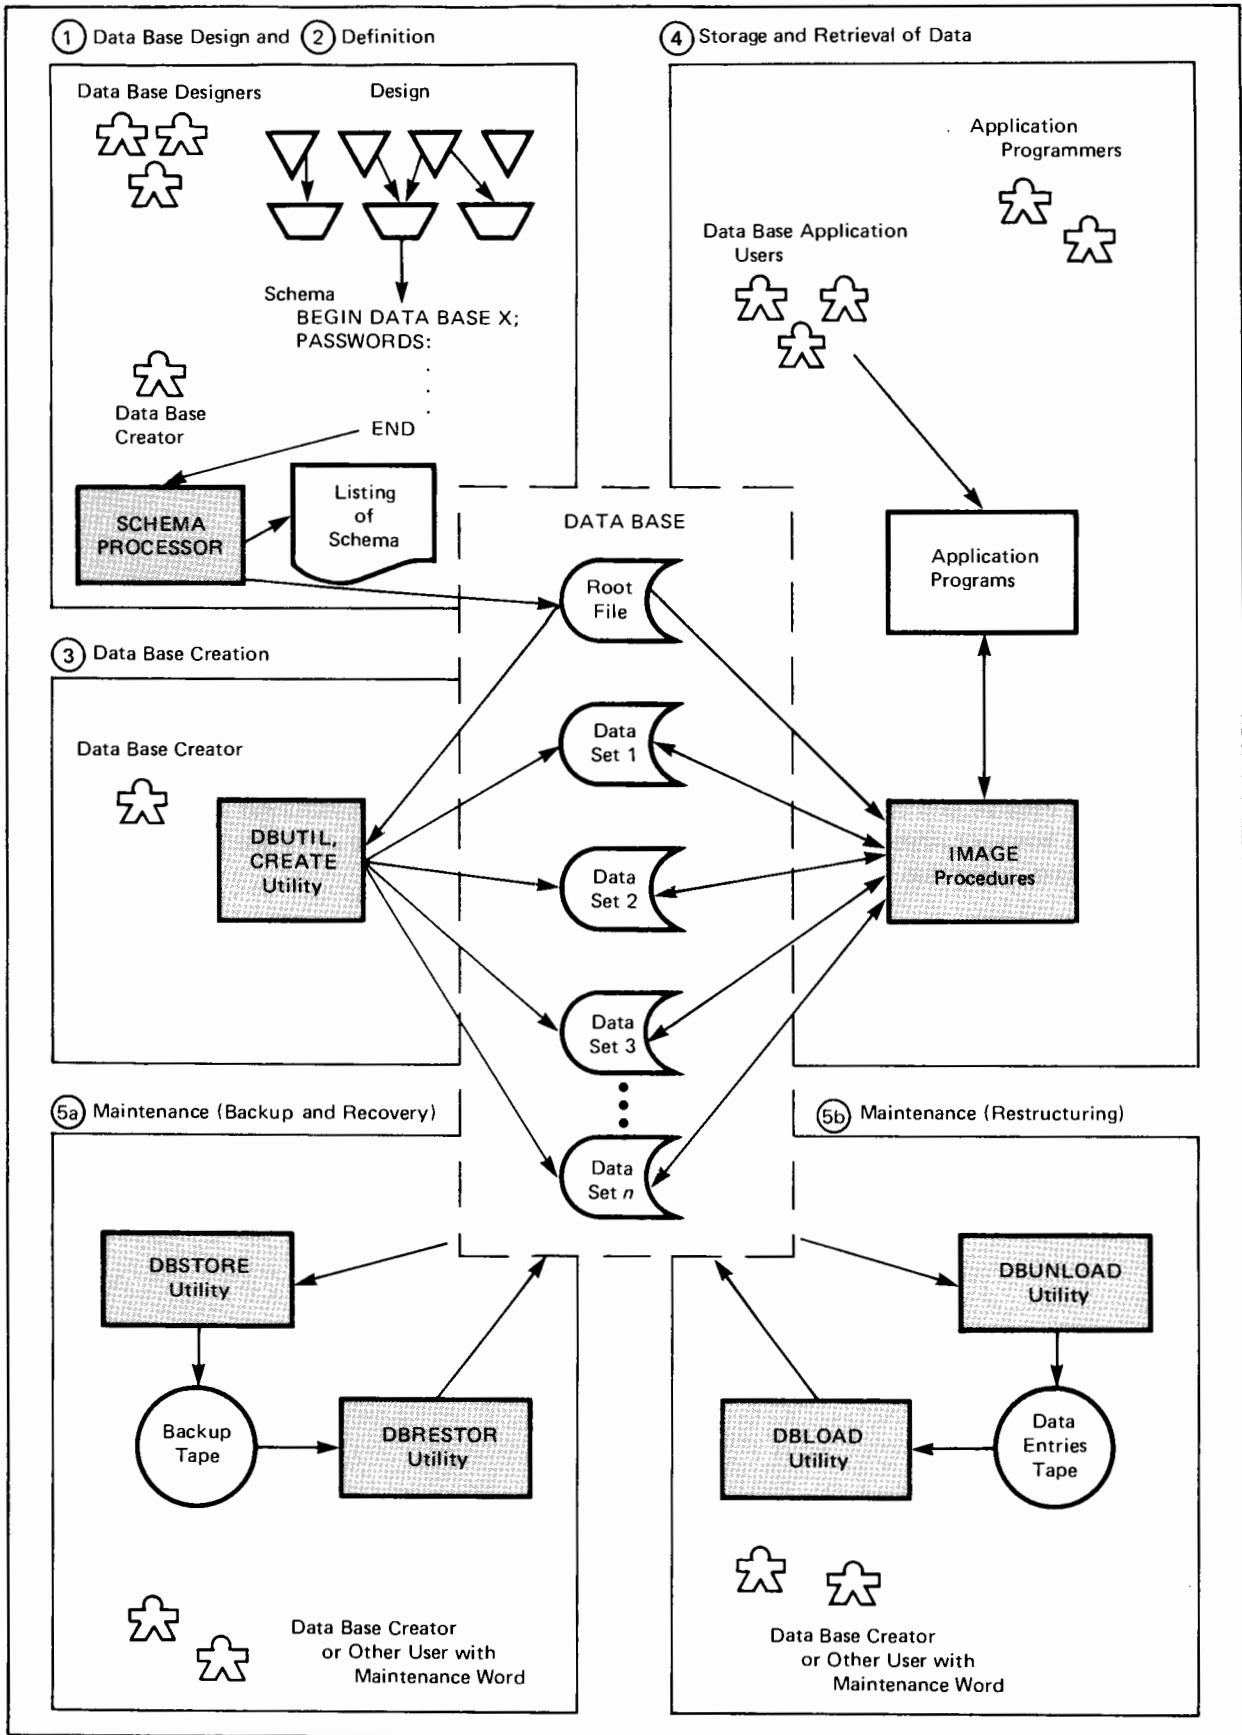 1 Data Base Design and 2 Definition
Data Base Designers
Design
Schema
BEGIN DATA BASE X;
PASSWORDS:
.
.
.
END
Data Base
Creator
SCHEMA
PROCESSOR
Listing
of
Schema
4 Storage and Retrieval of Data
Application
Programmers
Data Base Application
Users
Application
Programs
IMAGE
Procedures
DATA BASE
Root
File
Data
Set 1
Data
Set 2
Data
Set 3
Data
Set n
3 Data Base Creation
Data Base Creator
DBUTIL,
CREATE
Utility
5a Maintenance (Backup and Recovery)
DBSTORE
Utility
Backup
Tape
DBRESTOR
Utility
Data Base Creator
or Other User with
Maintenance Word
5b Maintenance (Restructuring)
DBUNLOAD
Utility
Data
Entries
Tape
DBLOAD
Utility
Data Base Creator
or Other User with
Maintenance Word